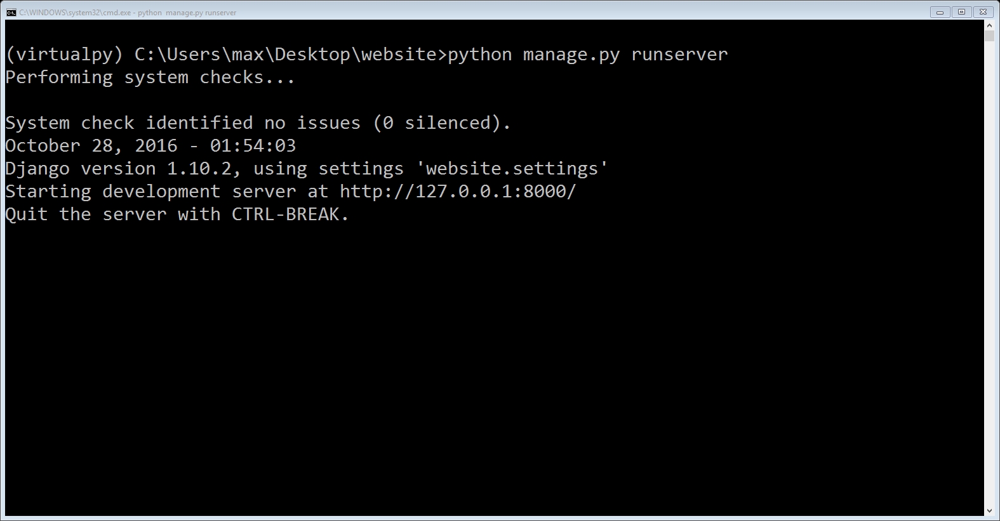 C:\WINDOWS\system32\cmd.exe - python  manage.py runserver
(virtualpy) C:\Users\max\Desktop\website>python manage.py runserver
Performing system checks...
System check identified no issues (0 silenced).
October 28, 2016 - 01:54:03
Django version 1.10.2, using settings 'website.settings'
Starting development server at http://127.0.0.1:8000/
Quit the server with CTRL-BREAK.